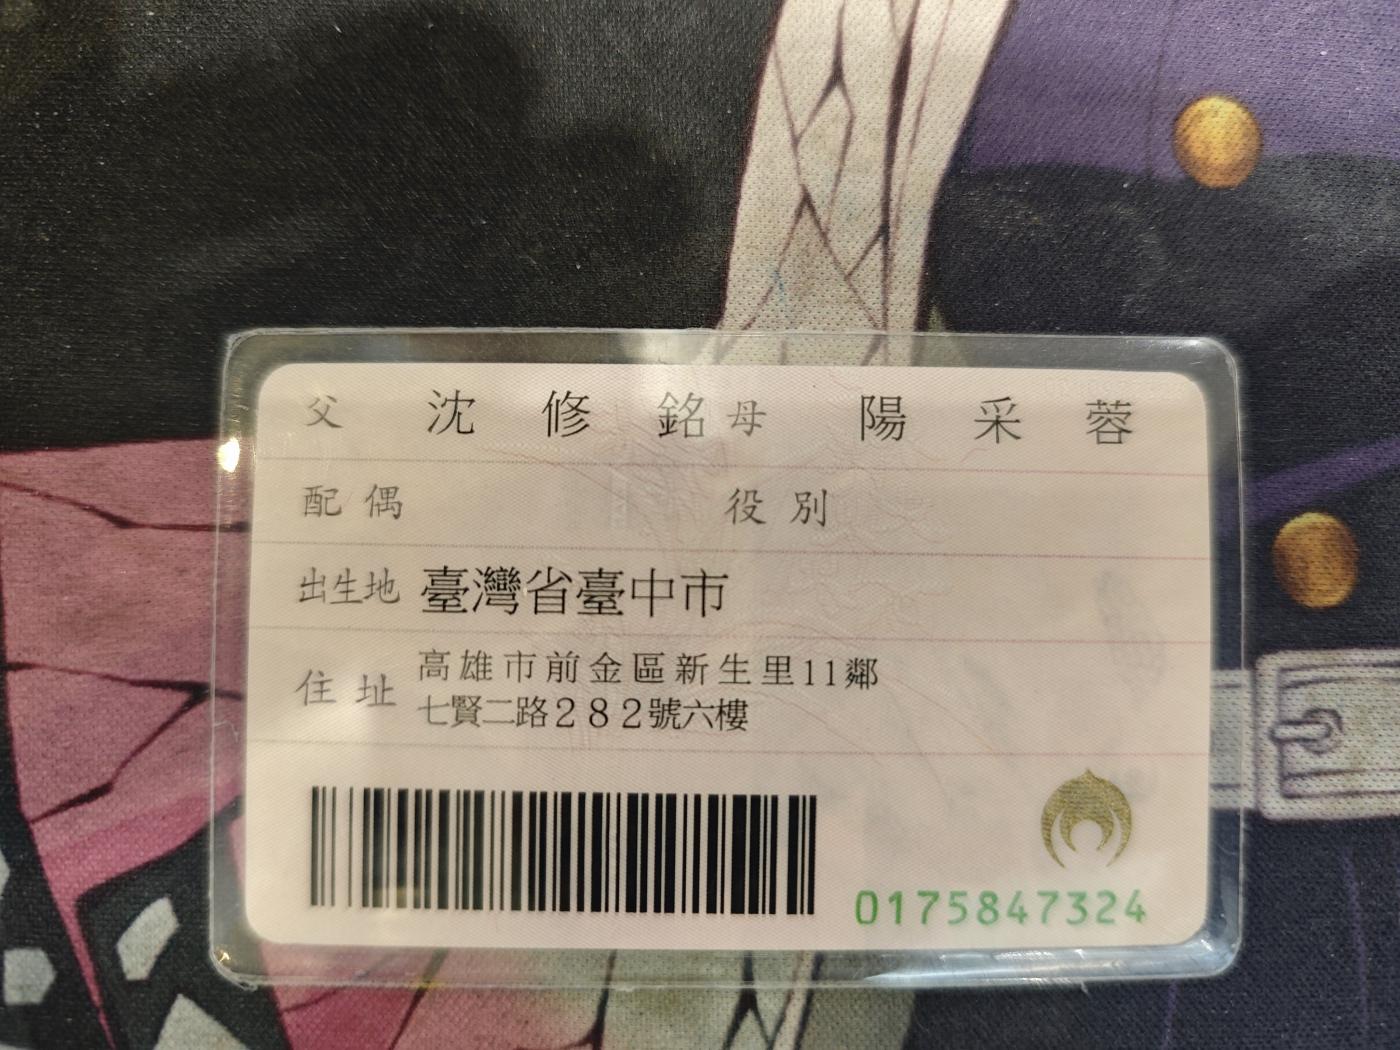 父 沈修銘 母 陽采蓉
配偶 役別
出生地 臺灣省臺中市
住址 高雄市前金區新生里11鄰
七賢二路282號六樓
0175847324